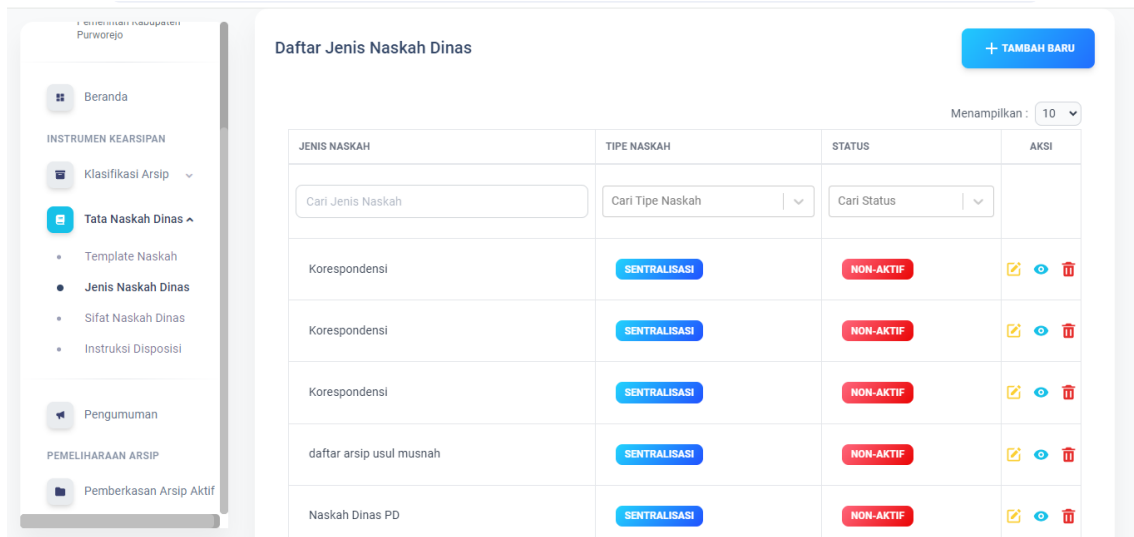 Pemerintah Kabupaten
Purworejo
Beranda
INSTRUMEN KEARSIPAN
Klasifikasi Arsip
Tata Naskah Dinas
Template Naskah
Jenis Naskah Dinas
Sifat Naskah Dinas
Instruksi Disposisi
Pengumuman
PEMELIHARAAN ARSIP
Pemberkasan Arsip Aktif
Daftar Jenis Naskah Dinas
+ TAMBAH BARU
Menampilkan : 10
JENIS NASKAH TIPE NASKAH STATUS AKSI
Cari Jenis Naskah Cari Tipe Naskah Cari Status
Korespondensi SENTRALISASI NON-AKTIF
Korespondensi SENTRALISASI NON-AKTIF
Korespondensi SENTRALISASI NON-AKTIF
daftar arsip usul musnah SENTRALISASI NON-AKTIF
Naskah Dinas PD SENTRALISASI NON-AKTIF